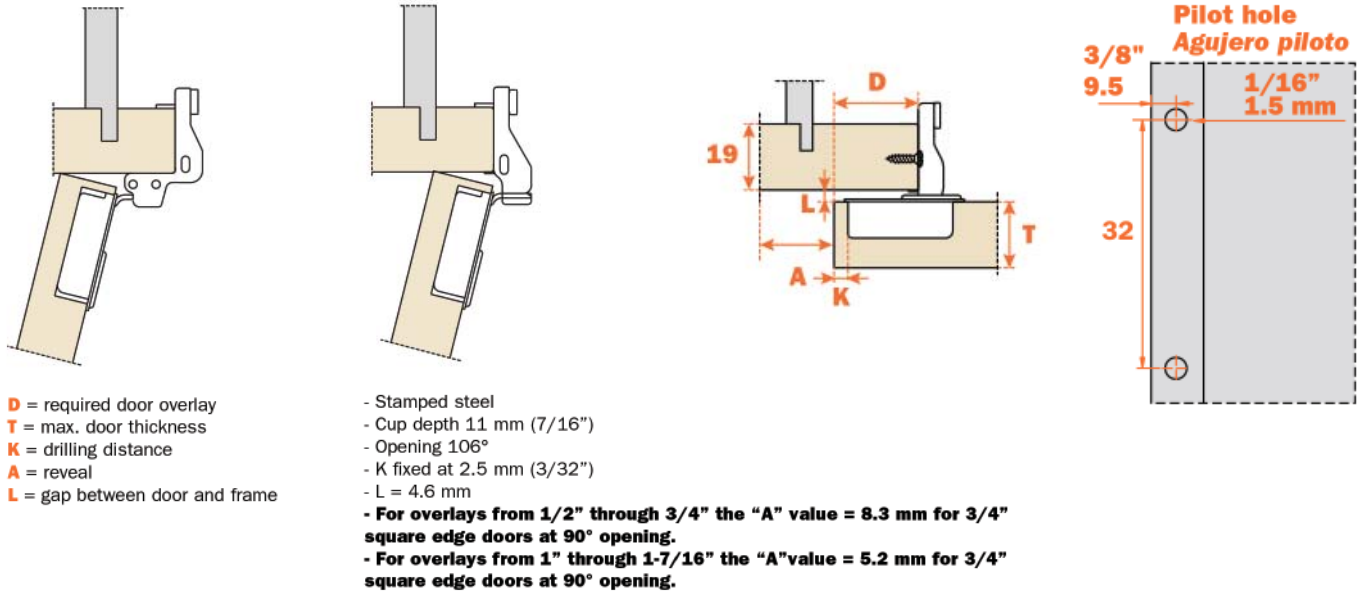 Pilot hole
Agujero piloto
3/8"
9.5
1/16”
1.5 mm
32
D
19
L
T
A
K
D = required door overlay
T = max. door thickness
K = drilling distance
A = reveal
L = gap between door and frame
- Stamped steel
- Cup depth 11 mm (7/16”)
- Opening 106°
- K fixed at 2.5 mm (3/32”)
- L = 4.6 mm
- For overlays from 1/2” through 3/4” the “A” value = 8.3 mm for 3/4”
square edge doors at 90° opening.
- For overlays from 1” through 1-7/16” the “A”value = 5.2 mm for 3/4”
square edge doors at 90° opening.